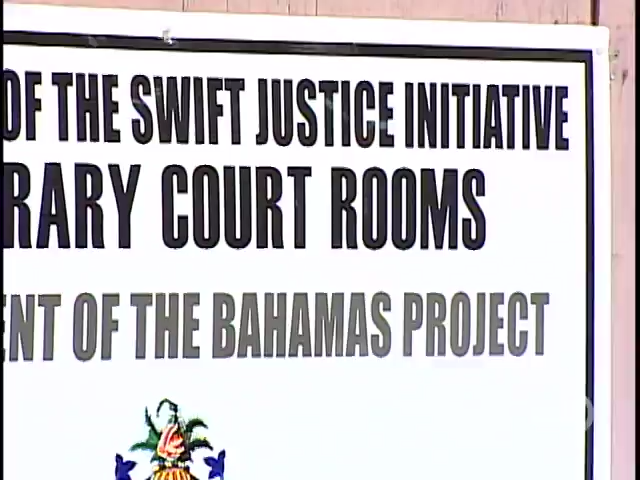 OF THE SWIFT JUSTICE INITIATIVE
RARY COURT ROOMS
ENT OF THE BAHAMAS PROJECT